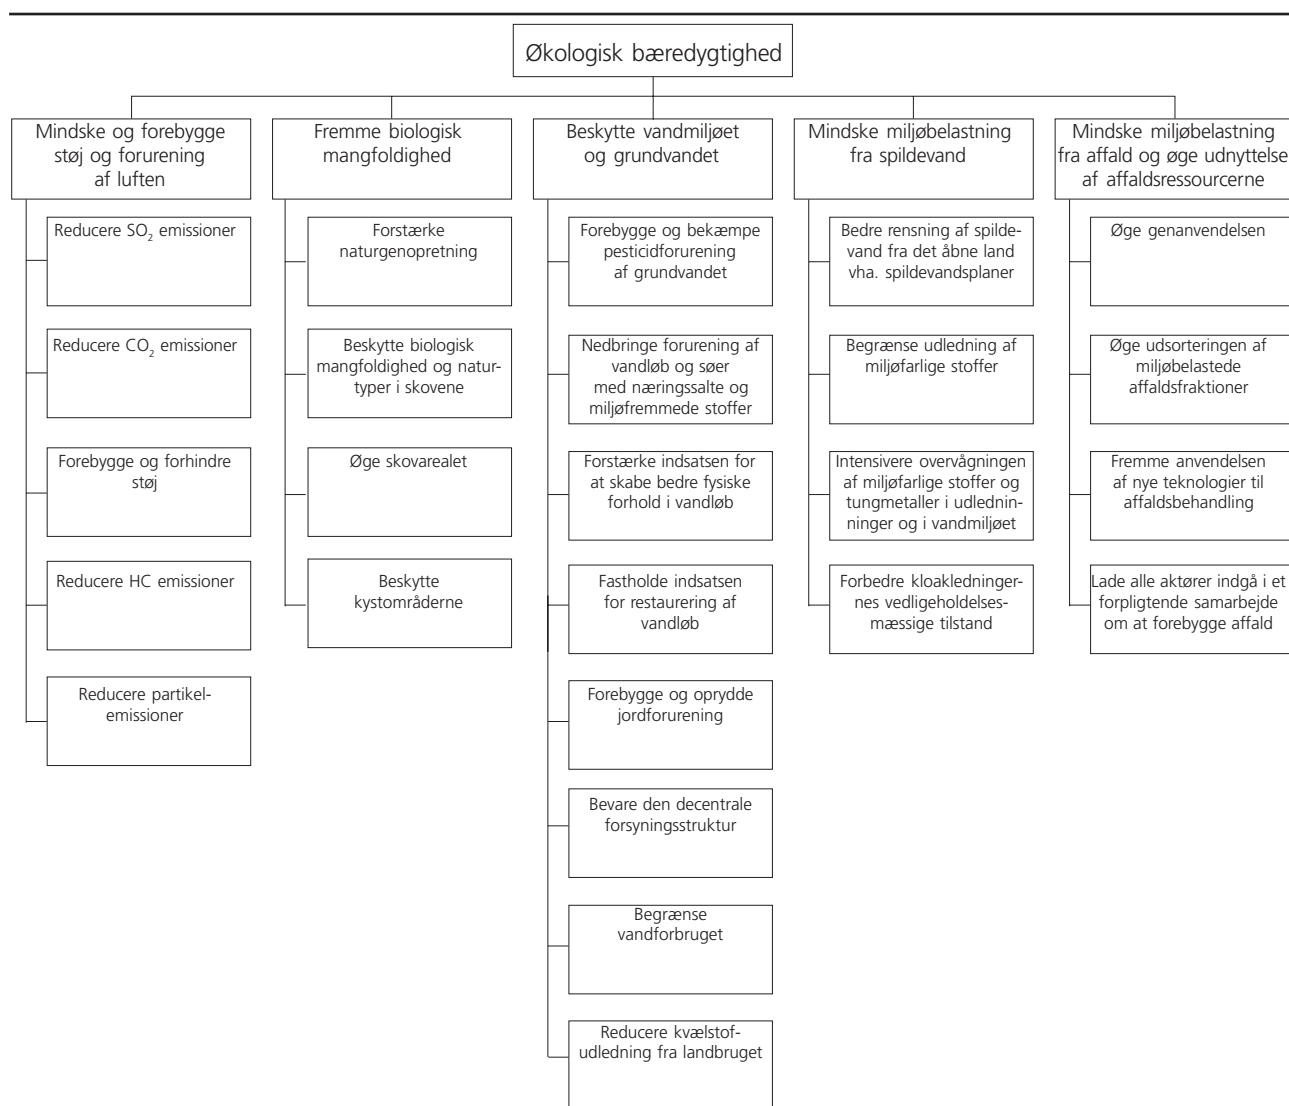 Økologisk bæredygtighed
Mindske og forebygge
støj og forurening
af luften
Reducere SO₂ emissioner
Reducere CO₂ emissioner
Forebygge og forhindre
støj
Reducere HC emissioner
Reducere partikel-
emissioner
Fremme biologisk
mangfoldighed
Forstærke
naturgenopretning
Beskytte biologisk
mangfoldighed og natur-
typer i skovene
Øge skovarealet
Beskytte
kystområderne
Beskytte vandmiljøet
og grundvandet
Forebygge og bekæmpe
pesticidforurening
af grundvandet
Nedbringe forurening af
vandløb og søer
med næringssalte og
miljøfremmede stoffer
Forstærke indsatsen for
at skabe bedre fysiske
forhold i vandløb
Fastholde indsatsen
for restaurering af
vandløb
Forebygge og oprydde
jordforurening
Bevare den decentrale
forsyningsstruktur
Begrænse
vandforbruget
Reducere kvælstof-
udledning fra landbruget
Mindske miljøbelastning
fra spildevand
Bedre rensning af spilde-
vand fra det åbne land
vha. spildevandsplaner
Begrænse udledning af
miljøfarlige stoffer
Intensivere overvågningen
af miljøfarlige stoffer og
tungmetaller i udlednin-
ninger og i vandmiljøet
Forbedre kloakledninger-
nes vedligeholdelses-
mæssige tilstand
Mindske miljøbelastning
fra affald og øge udnyttelse
af affaldsressourcerne
Øge genanvendelsen
Øge udsorteringen af
miljøbelastede
affaldsfraktioner
Fremme anvendelsen
af nye teknologier til
affaldsbehandling
Lade alle aktører indgå i et
forpligtende samarbejde
om at forebygge affald